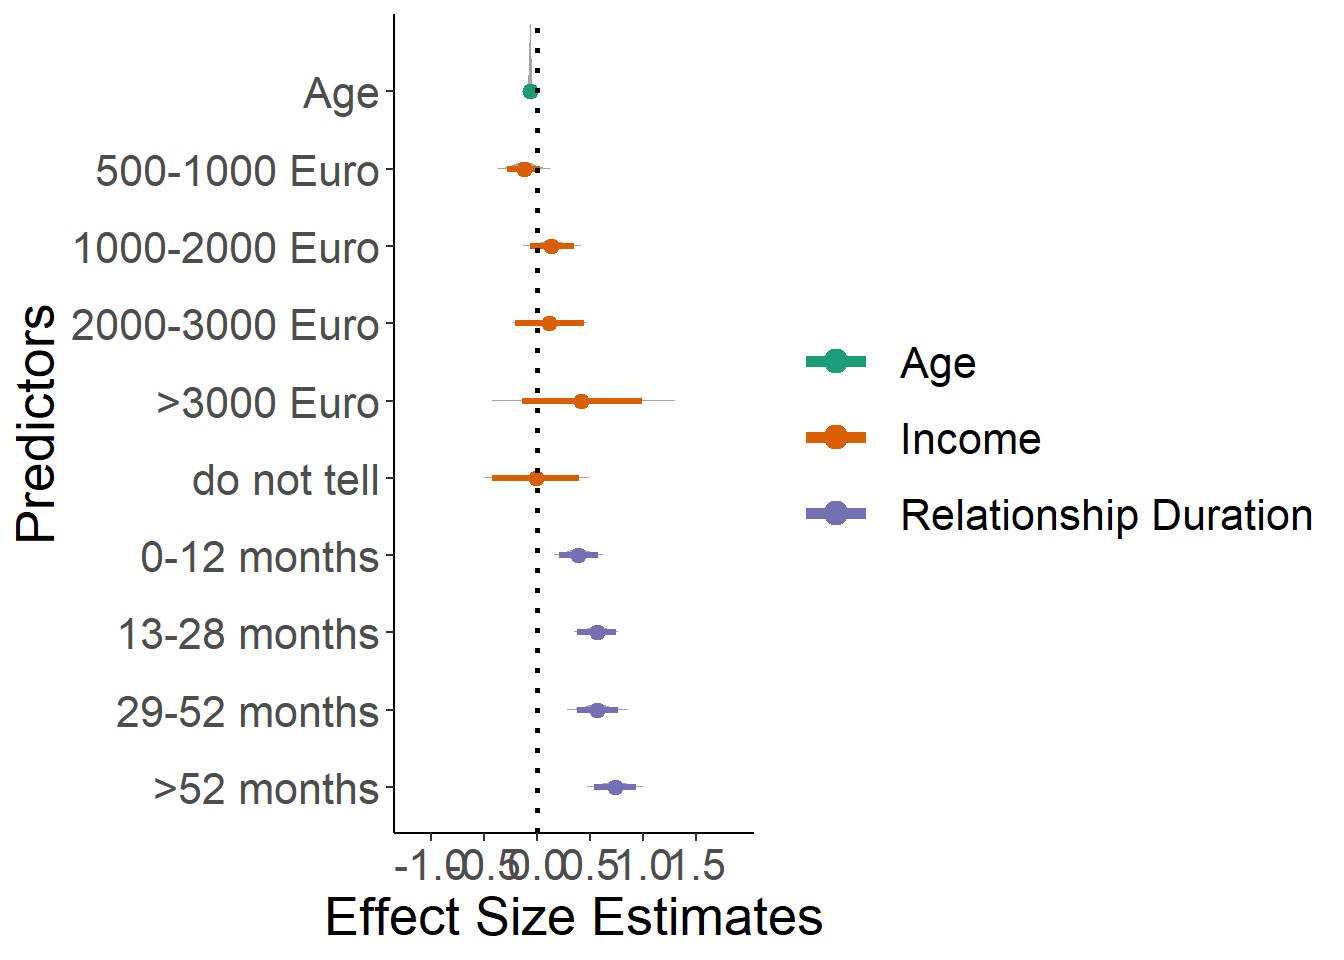 Predictors
Age
500-1000 Euro
1000-2000 Euro
2000-3000 Euro
>3000 Euro
do not tell
0-12 months
13-28 months
29-52 months
>52 months
-1.0 -0.5 0.0 0.5 1.0 1.5
Effect Size Estimates
Age
Income
Relationship Duration